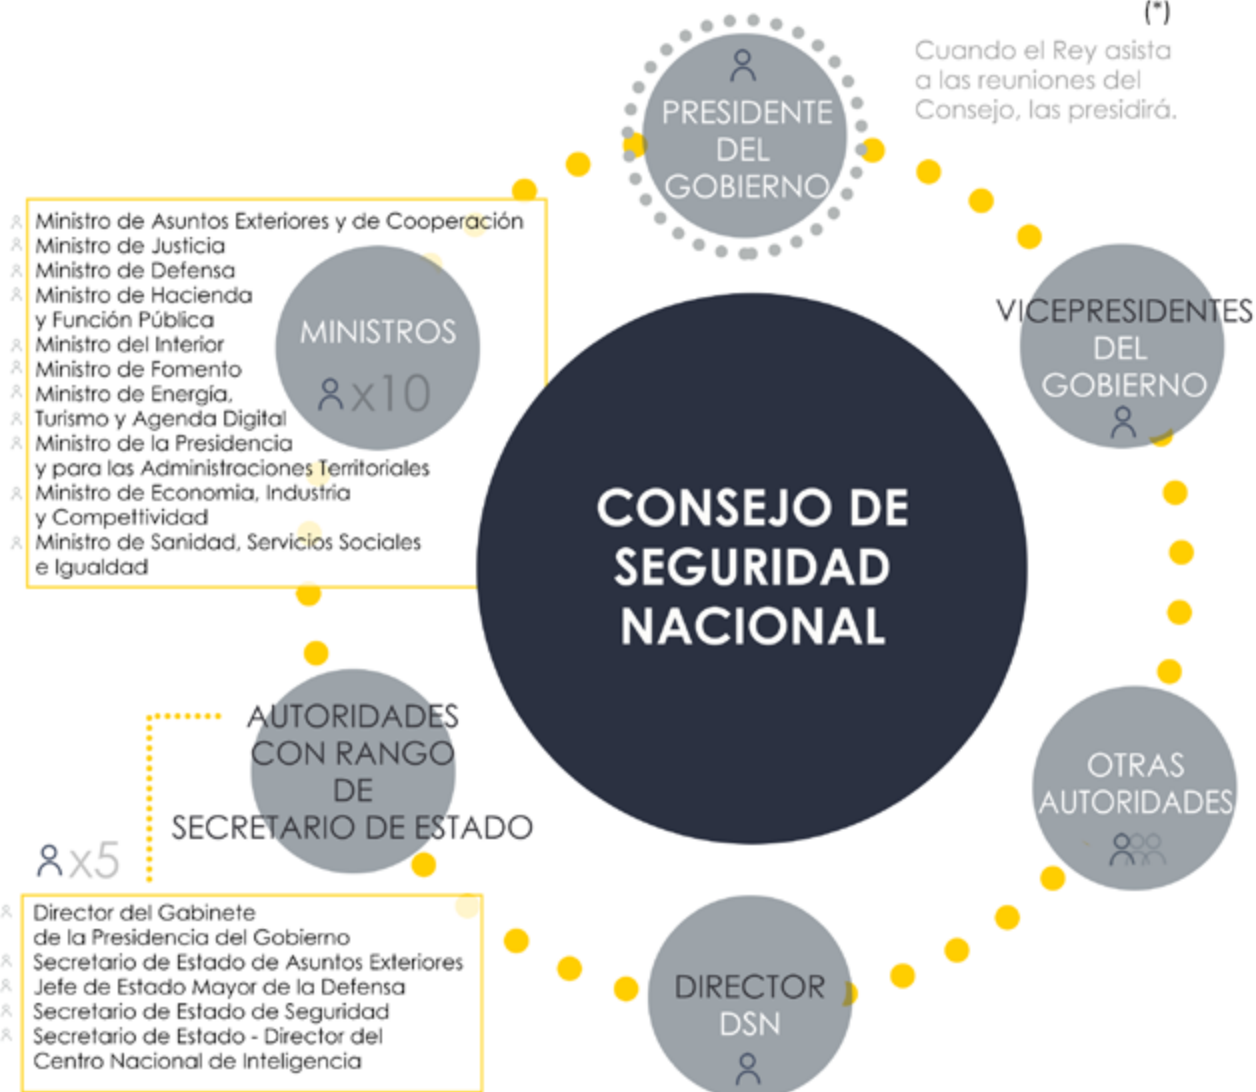 (*)
Cuando el Rey asista
a las reuniones del
Consejo, las presidirá.
PRESIDENTE
DEL
GOBIERNO
VICEPRESIDENTES
DEL
GOBIERNO
Ministro de Asuntos Exteriores y de Cooperación
Ministro de Justicia
Ministro de Defensa
Ministro de Hacienda
y Función Pública
Ministro del Interior
Ministro de Fomento
Ministro de Energía,
Turismo y Agenda Digital
Ministro de la Presidencia
y para las Administraciones Territoriales
Ministro de Economia, Industria
y Compettividad
Ministro de Sanidad, Servicios Sociales
e Igualdad
MINISTROS
x10
CONSEJO DE
SEGURIDAD
NACIONAL
AUTORIDADES
CON RANGO
DE
SECRETARIO DE ESTADO
x5
OTRAS
AUTORIDADES
Director del Gabinete
de la Presidencia del Gobierno
Secretario de Estado de Asuntos Exteriores
Jefe de Estado Mayor de la Defensa
Secretario de Estado de Seguridad
Secretario de Estado - Director del
Centro Nacional de Inteligencia
DIRECTOR
DSN